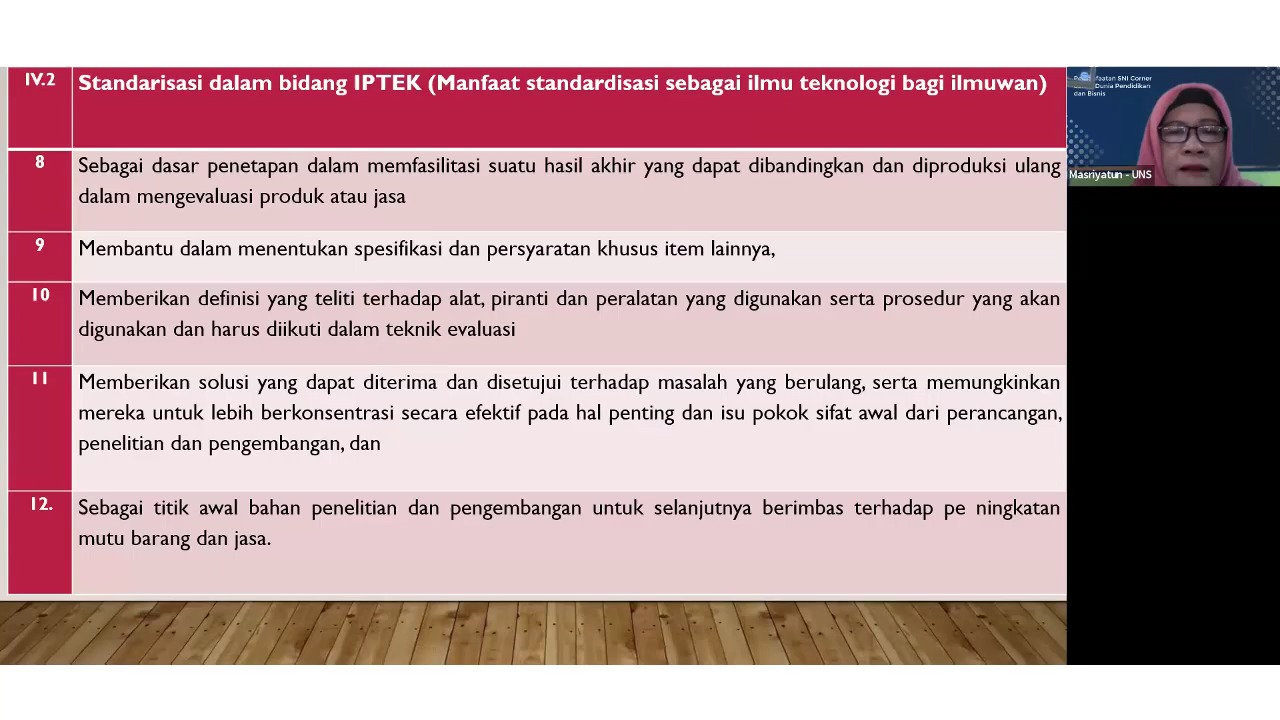 IV.2
Standarisasi dalam bidang IPTEK (Manfaat standardisasi sebagai ilmu teknologi bagi ilmuwan)
8
Sebagai dasar penetapan dalam memfasilitasi suatu hasil akhir yang dapat dibandingkan dan diproduksi ulang
dalam mengevaluasi produk atau jasa
9
Membantu dalam menentukan spesifikasi dan persyaratan khusus item lainnya,
10
Memberikan definisi yang teliti terhadap alat, piranti dan peralatan yang digunakan serta prosedur yang akan
digunakan dan harus diikuti dalam teknik evaluasi
11
Memberikan solusi yang dapat diterima dan disetujui terhadap masalah yang berulang, serta memungkinkan
mereka untuk lebih berkonsentrasi secara efektif pada hal penting dan isu pokok sifat awal dari perancangan,
penelitian dan pengembangan, dan
12.
Sebagai titik awal bahan penelitian dan pengembangan untuk selanjutnya berimbas terhadap pe ningkatan
mutu barang dan jasa.
SNI Corner
Dunia Pendidikan
dan Bisnis
Masriyatun - UNS